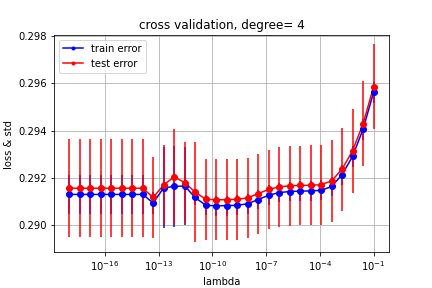 cross validation, degree= 4
0.298
0.296
0.294
0.292
0.290
loss & std
train error
test error
10⁻¹⁶ 10⁻¹³ 10⁻¹⁰ 10⁻⁷ 10⁻⁴ 10⁻¹
lambda